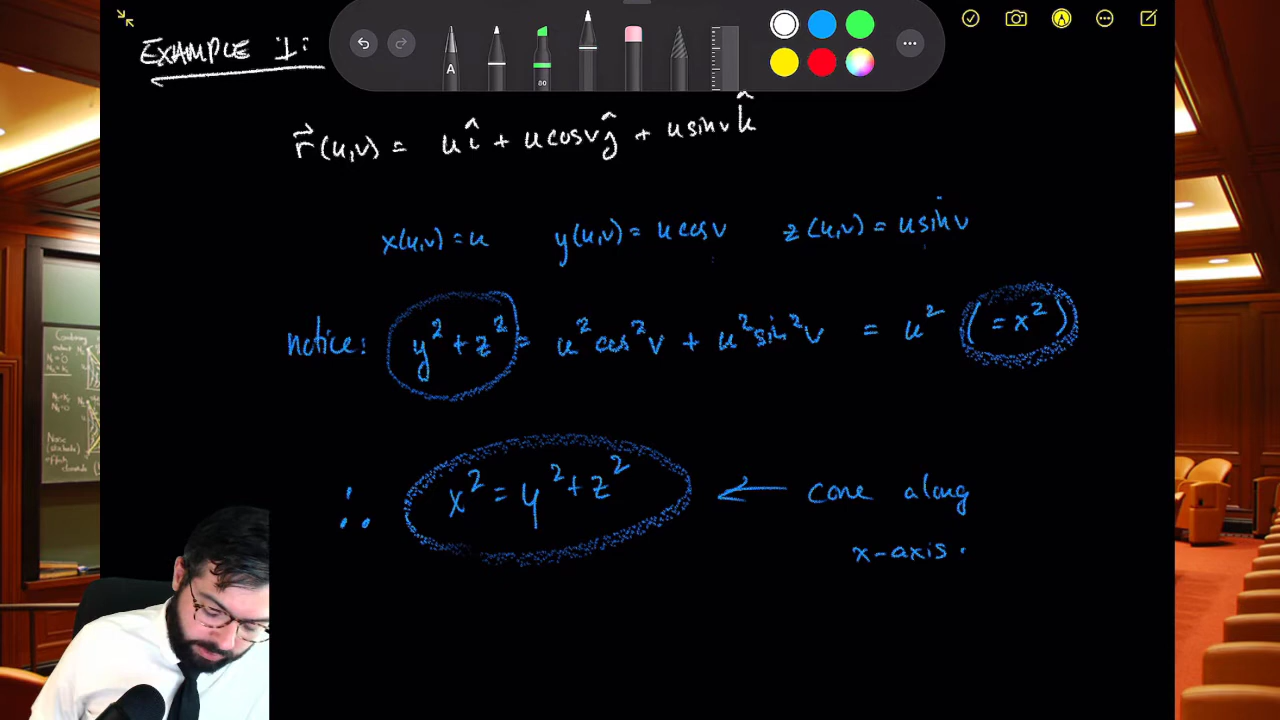 EXAMPLE 1:
r⃗(u,v) = u î + u cos v ĵ + u sin v k̂
x(u,v) = u y(u,v) = u cos v z(u,v) = u sin v
notice: y² + z² = u² cos² v + u² sin² v = u² (= x²)
∴ x² = y² + z² ← cone along
x-axis.
A
80